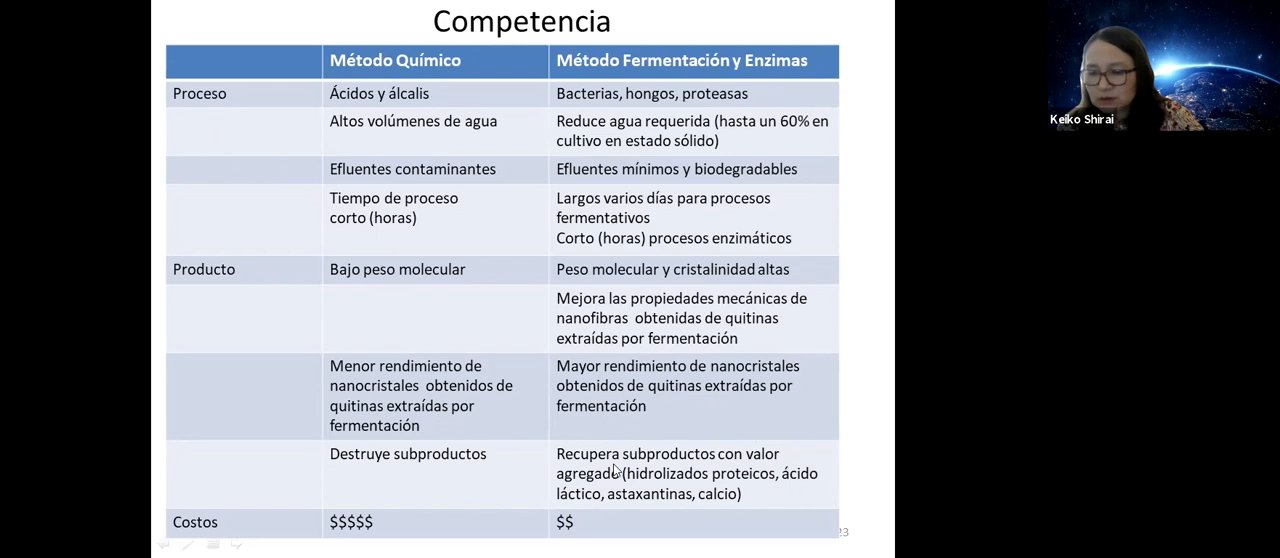 Competencia
Método Químico
Método Fermentación y Enzimas
Proceso
Ácidos y álcalis
Bacterias, hongos, proteasas
Altos volúmenes de agua
Reduce agua requerida (hasta un 60% en
cultivo en estado sólido)
Efluentes contaminantes
Efluentes mínimos y biodegradables
Tiempo de proceso
corto (horas)
Largos varios días para procesos
fermentativos
Corto (horas) procesos enzimáticos
Producto
Bajo peso molecular
Peso molecular y cristalinidad altas
Mejora las propiedades mecánicas de
nanofibras obtenidas de quitinas
extraídas por fermentación
Menor rendimiento de
nanocristales obtenidos de
quitinas extraídas por
fermentación
Mayor rendimiento de nanocristales
obtenidos de quitinas extraídas por
fermentación
Destruye subproductos
Recupera subproductos con valor
agregado (hidrolizados proteicos, ácido
láctico, astaxantinas, calcio)
Costos
$$$$$
$$
23
Keiko Shirai